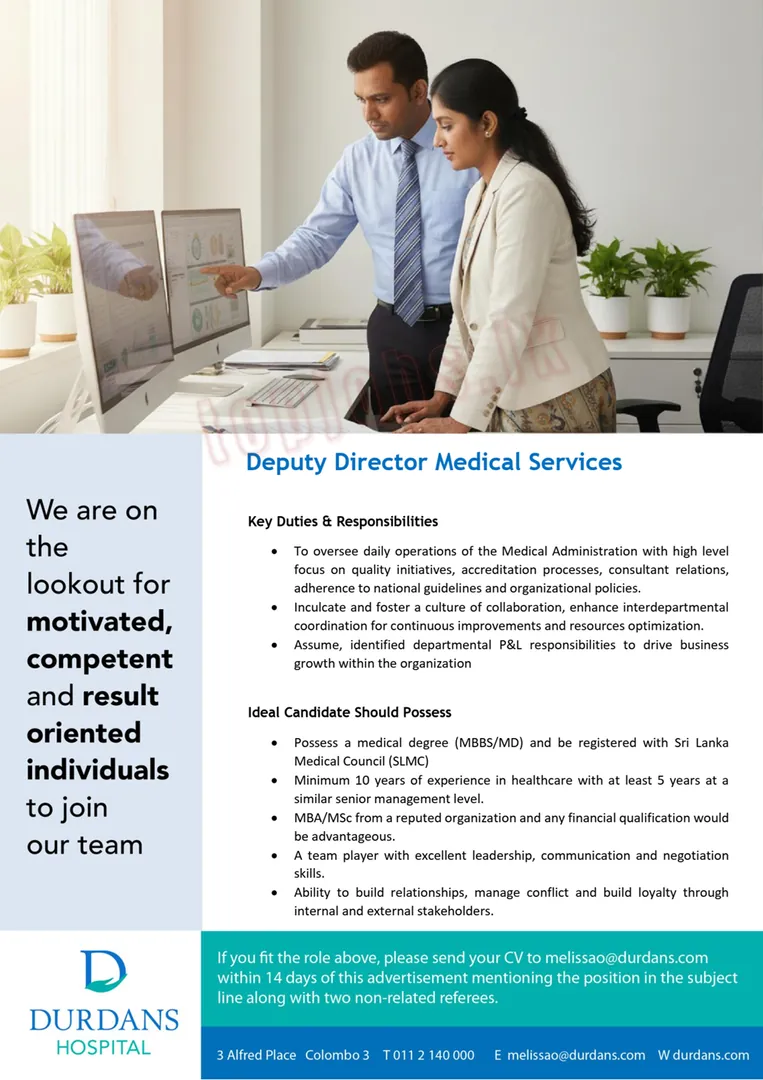 topjobs.lk
Deputy Director Medical Services
We are on
the
lookout for
motivated,
competent
and result
oriented
individuals
to join
our team
Key Duties & Responsibilities
• To oversee daily operations of the Medical Administration with high level
focus on quality initiatives, accreditation processes, consultant relations,
adherence to national guidelines and organizational policies.
• Inculcate and foster a culture of collaboration, enhance interdepartmental
coordination for continuous improvements and resources optimization.
• Assume, identified departmental P&L responsibilities to drive business
growth within the organization
Ideal Candidate Should Possess
• Possess a medical degree (MBBS/MD) and be registered with Sri Lanka
Medical Council (SLMC)
• Minimum 10 years of experience in healthcare with at least 5 years at a
similar senior management level.
• MBA/MSc from a reputed organization and any financial qualification would
be advantageous.
• A team player with excellent leadership, communication and negotiation
skills.
• Ability to build relationships, manage conflict and build loyalty through
internal and external stakeholders.
DURDANS
HOSPITAL
If you fit the role above, please send your CV to melissao@durdans.com
within 14 days of this advertisement mentioning the position in the subject
line along with two non-related referees.
3 Alfred Place Colombo 3 T 011 2 140 000 E melissao@durdans.com W durdans.com